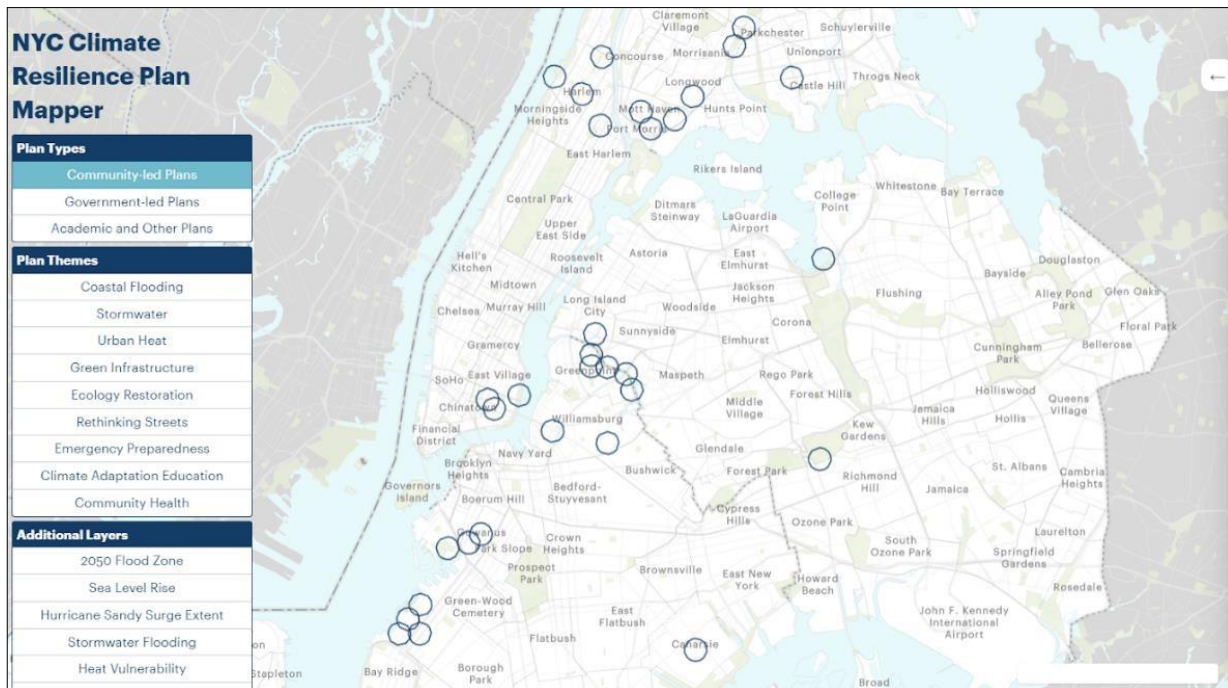 NYC Climate
Resilience Plan
Mapper
Plan Types
Community-led Plans
Government-led Plans
Academic and Other Plans
Plan Themes
Coastal Flooding
Stormwater
Urban Heat
Green Infrastructure
Ecology Restoration
Rethinking Streets
Emergency Preparedness
Climate Adaptation Education
Community Health
Additional Layers
2050 Flood Zone
Sea Level Rise
Hurricane Sandy Surge Extent
Stormwater Flooding
Heat Vulnerability
Claremont
Village
Parkchester
Schuylerville
Concourse
Morrisania
Unionport
Longwood
Castle Hill
Throgs Neck
Harlem
Morningside
Heights
Mott Haven
Hunts Point
Port Morris
East Harlem
Rikers Island
Central Park
Ditmars
Steinway
LaGuardia
Airport
College
Point
Whitestone
Bay Terrace
Upper
East Side
Hell's
Kitchen
Roosevelt
Island
Astoria
East
Elmhurst
Douglaston
Bayside
Midtown
Jackson
Heights
Flushing
Alley Pond
Park
Glen Oaks
Chelsea
Murray Hill
Long Island
City
Woodside
Corona
Floral Park
Sunnyside
Elmhurst
Cunningham
Park
Bellerose
Gramercy
SoHo
East Village
Greenpoint
Maspeth
Rego Park
Forest Hills
Holliswood
Queens
Village
Chinatown
Middle
Village
Jamaica
Hills
Hollis
Williamsburg
Financial
District
Kew
Gardens
Navy Yard
Glendale
Brooklyn
Heights
Bushwick
Forest Park
Richmond
Hill
St. Albans
Cambria
Heights
Governors
Island
Boerum Hill
Bedford-
Stuyvesant
Jamaica
Cypress
Hills
Ozone Park
Gowanus
Park Slope
Crown
Heights
South
Ozone Park
Laurelton
Springfield
Gardens
Prospect
Park
Brownsville
East New
York
Howard
Beach
Rosedale
Green-Wood
Cemetery
East
Flatbush
John F. Kennedy
International
Airport
Flatbush
Canarsie
on
Stapleton
Bay Ridge
Borough
Park
Broad